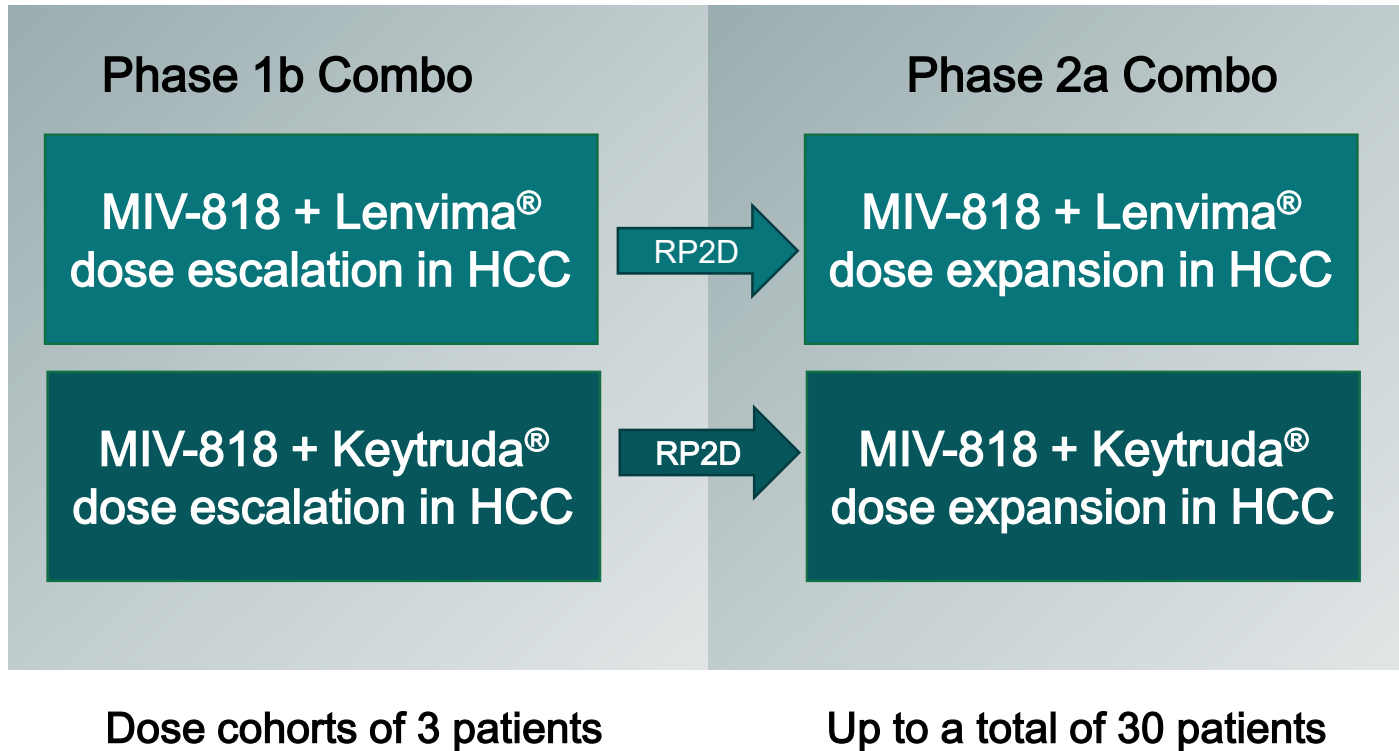 Phase 1b Combo
Phase 2a Combo
MIV-818 + Lenvima®
dose escalation in HCC
RP2D
MIV-818 + Lenvima®
dose expansion in HCC
MIV-818 + Keytruda®
dose escalation in HCC
RP2D
MIV-818 + Keytruda®
dose expansion in HCC
Dose cohorts of 3 patients
Up to a total of 30 patients